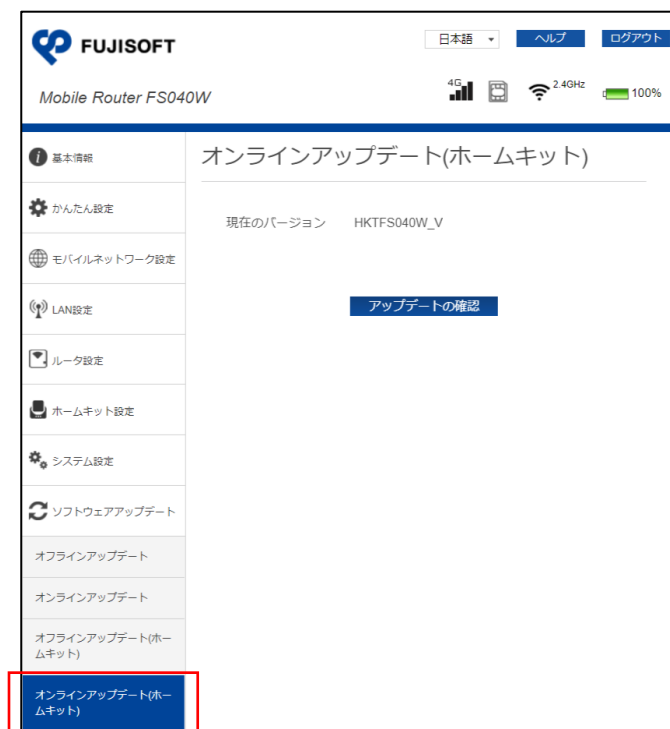 FUJISOFT
日本語
ヘルプ
ログアウト
Mobile Router FS040W
4G
2.4GHz
100%
基本情報
かんたん設定
モバイルネットワーク設定
LAN設定
ルータ設定
ホームキット設定
システム設定
ソフトウェアアップデート
オフラインアップデート
オンラインアップデート
オフラインアップデート(ホー
ムキット)
オンラインアップデート(ホー
ムキット)
オンラインアップデート(ホームキット)
現在のバージョン HKTFS040W_V
アップデートの確認